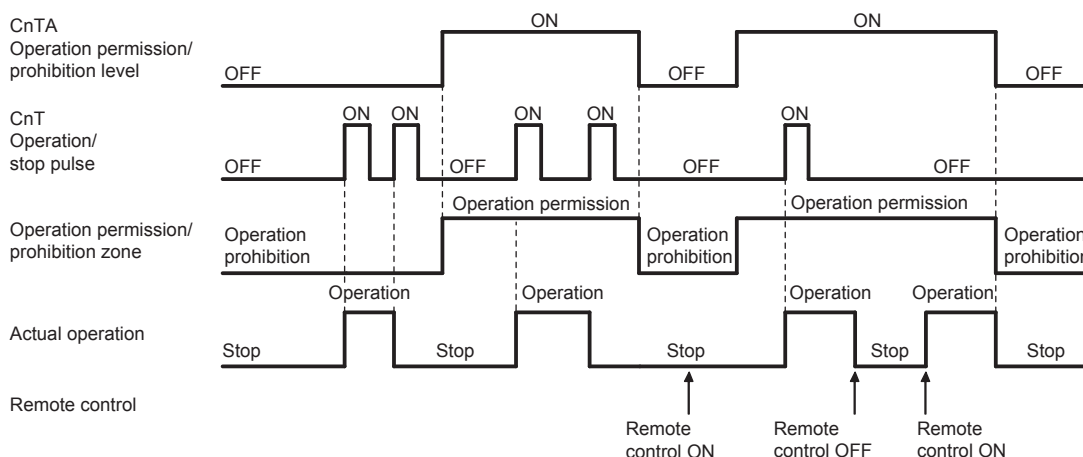 CnTA
Operation permission/
prohibition level
OFF
ON
OFF
ON
OFF
CnT
Operation/
stop pulse
OFF
ON ON
OFF
ON
ON
OFF
ON
OFF
Operation permission/
prohibition zone
Operation
prohibition
Operation permission
Operation
prohibition
Operation permission
Operation
prohibition
Actual operation
Stop
Operation
Stop
Operation
Stop
Operation
Stop
Operation
Stop
Remote control
Remote
control ON
Remote
control OFF
Remote
control ON